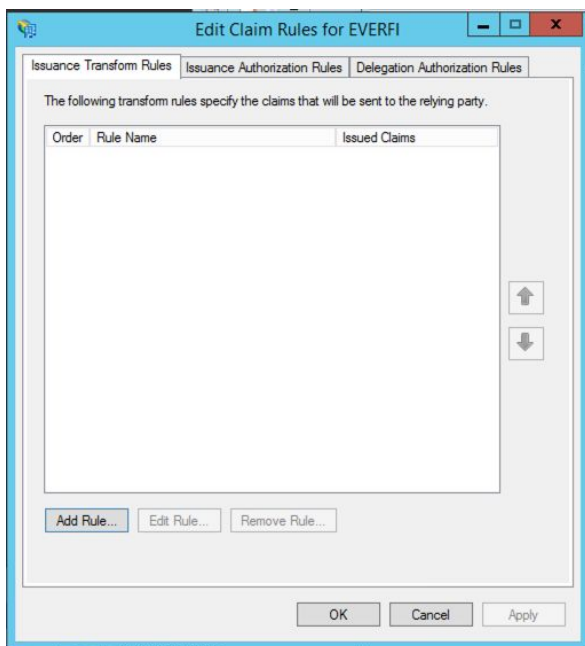 Edit Claim Rules for EVERFI
Issuance Transform Rules Issuance Authorization Rules Delegation Authorization Rules
The following transform rules specify the claims that will be sent to the relying party.
Order Rule Name Issued Claims
Add Rule... Edit Rule... Remove Rule...
OK Cancel Apply